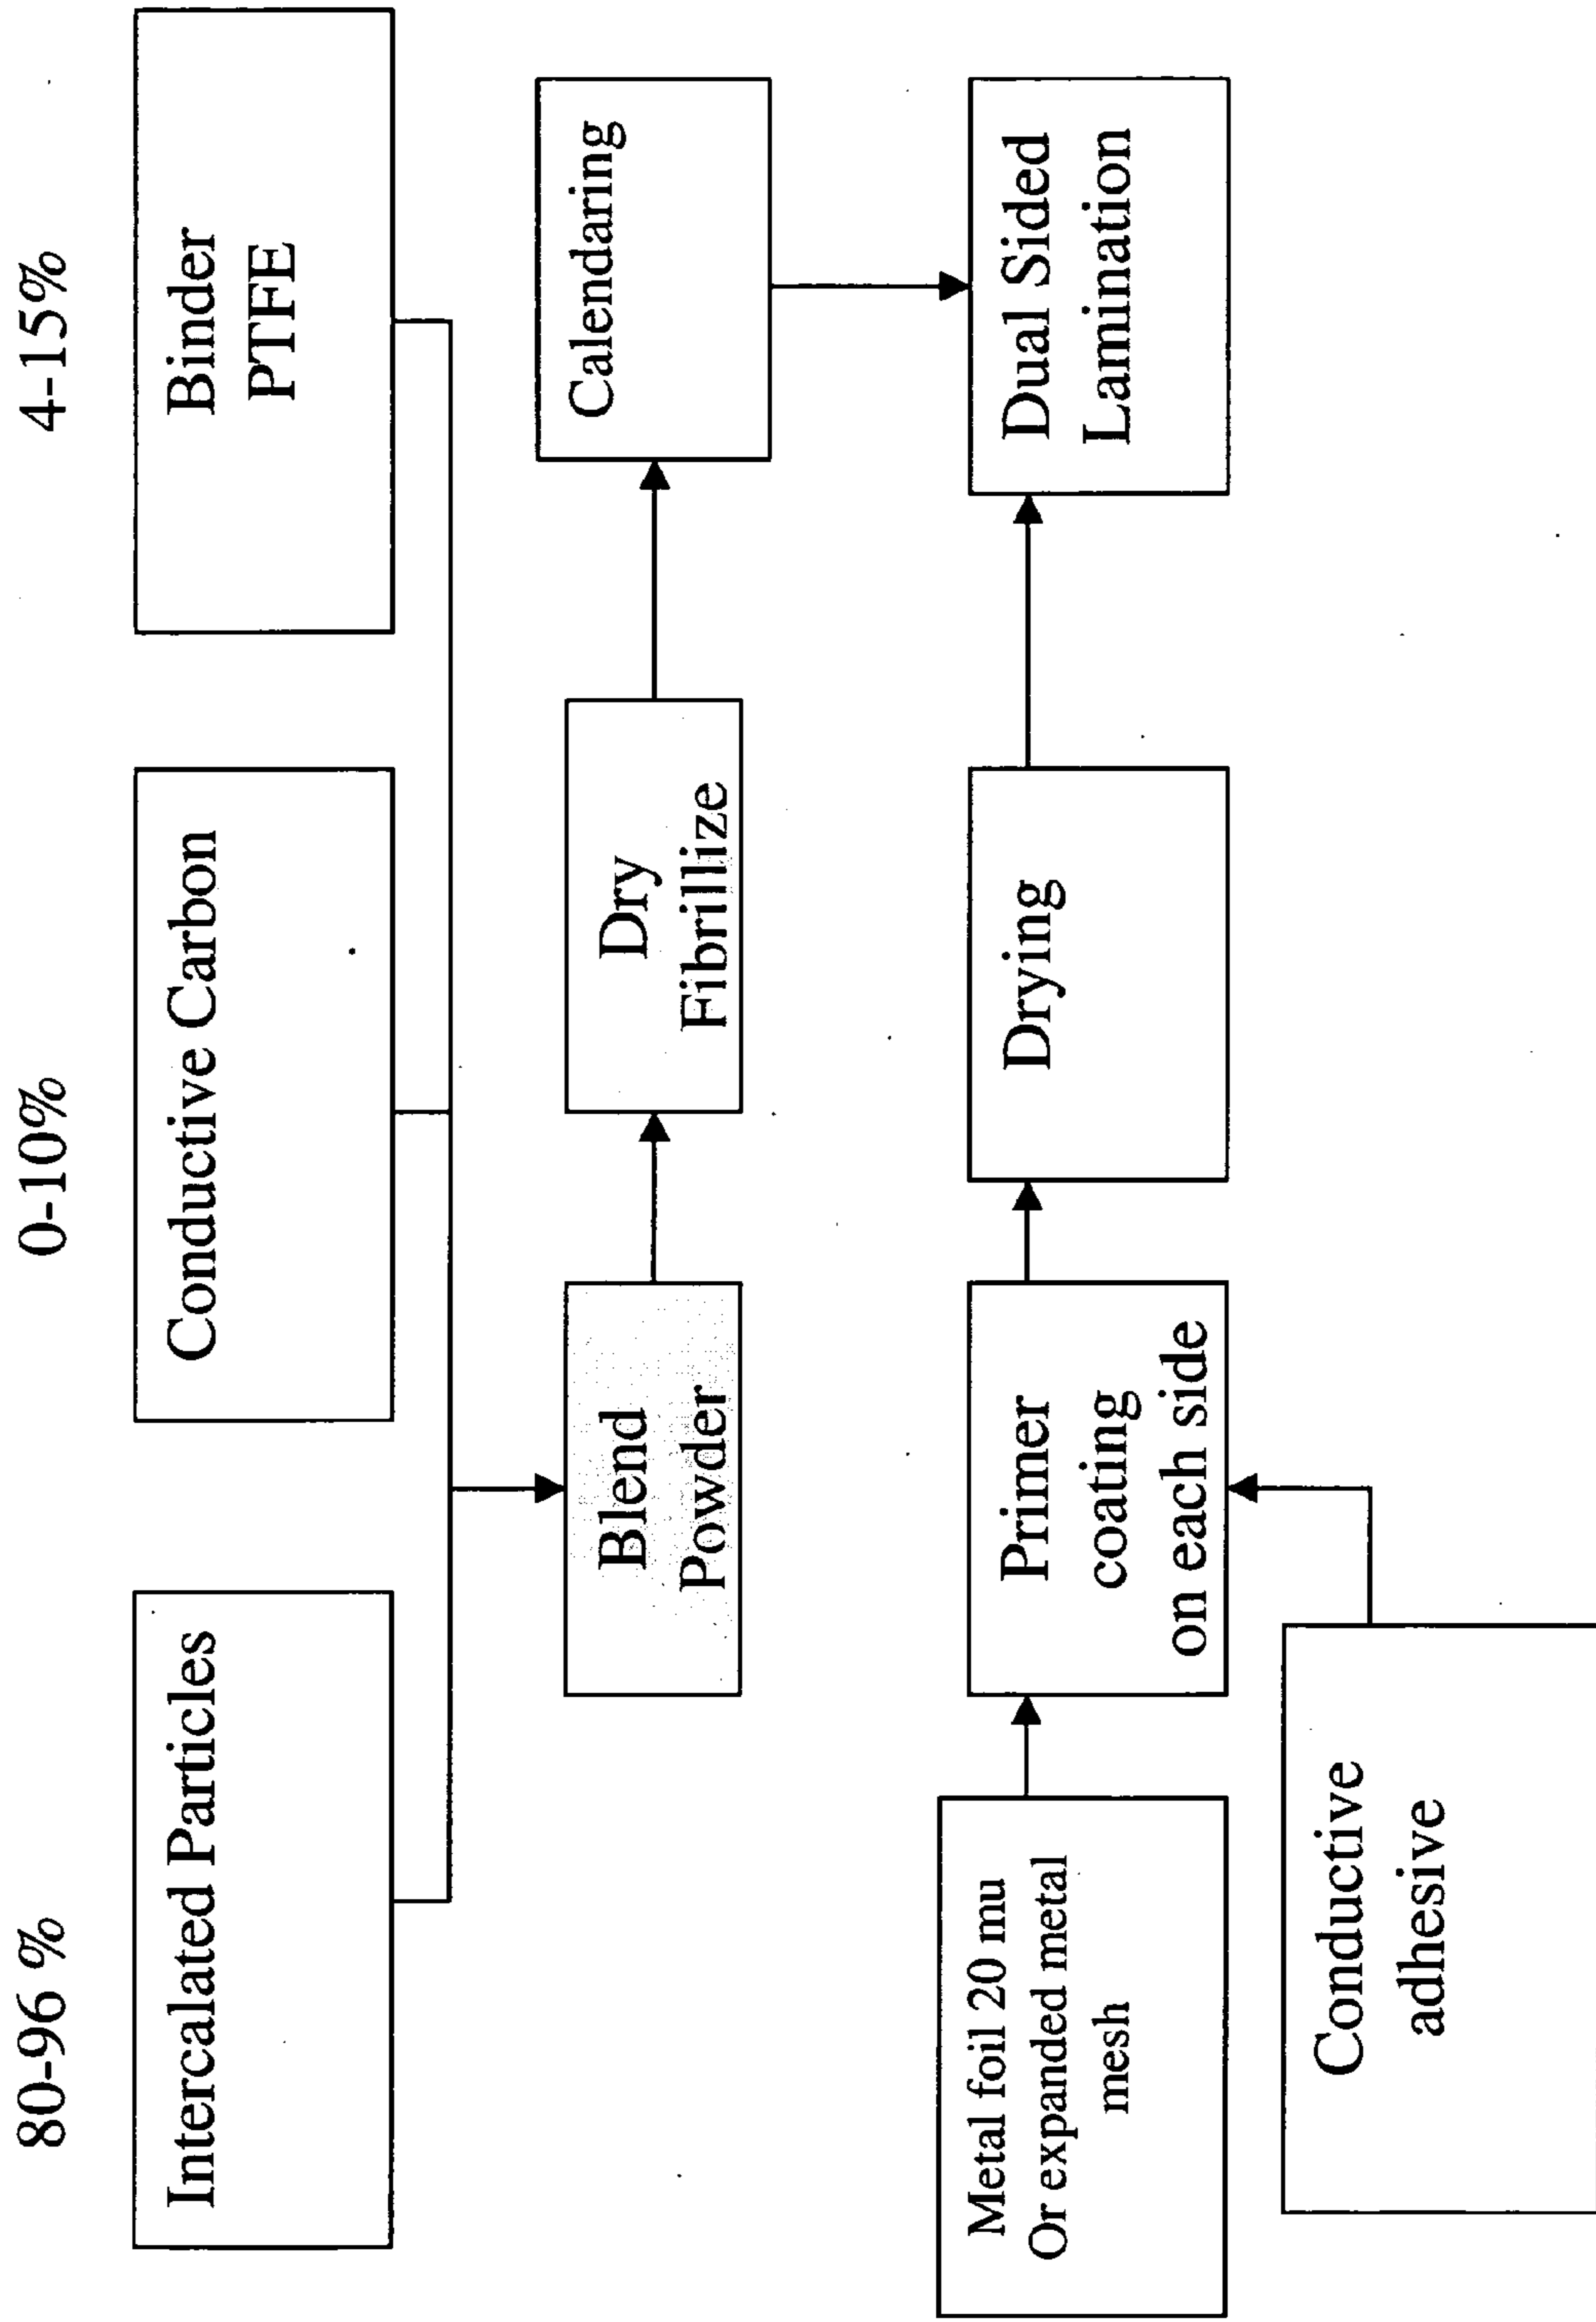 80-96 %
0-10%
4-15%
Intercalated Particles
Conductive Carbon
Binder
PTFE
Blend
Powder
Dry
Fibrillize
Calendaring
Metal foil 20 mu
Or expanded metal
mesh
Primer
coating
on each side
Drying
Dual Sided
Lamination
Conductive
adhesive